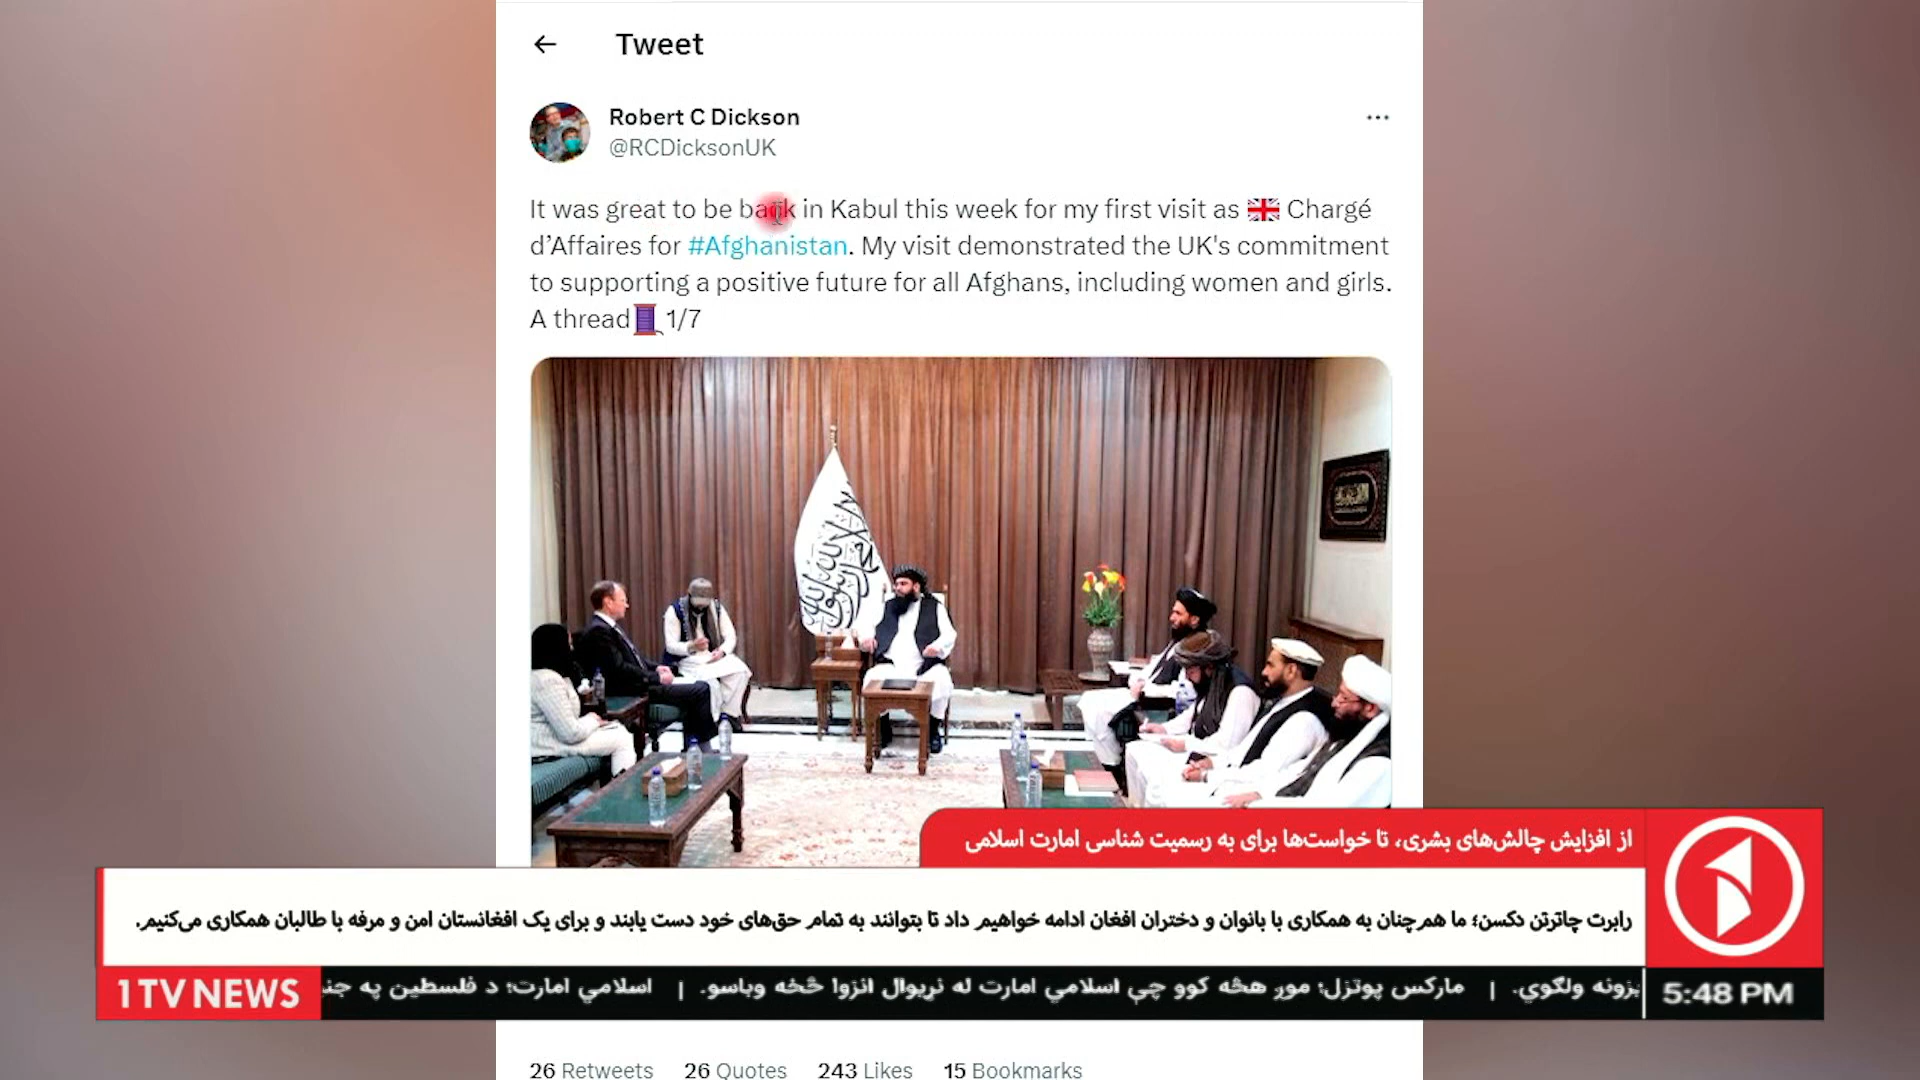 Tweet
Robert C Dickson
@RCDicksonUK
It was great to be back in Kabul this week for my first visit as 🇬🇧 Chargé
d’Affaires for #Afghanistan. My visit demonstrated the UK's commitment
to supporting a positive future for all Afghans, including women and girls.
A thread🧵1/7
از افزایش چالش‌های بشری، تا خواست‌ها برای به رسمیت شناسی امارت اسلامی
رابرت چاترتن دکسن؛ ما هم‌چنان به همکاری با بانوان و دختران افغان ادامه خواهیم داد تا بتوانند به تمام حق‌های خود دست یابند و برای یک افغانستان امن و مرفه با طالبان همکاری می‌کنیم.
1TV NEWS
ولګوي. | مارکس پوتزل؛ موږ هڅه کوو چې اسلامي امارت له نړیوال انزوا څخه وباسو. | اسلامي امارت؛ د فلسطین په
5:48 PM
26 Retweets 26 Quotes 243 Likes 15 Bookmarks